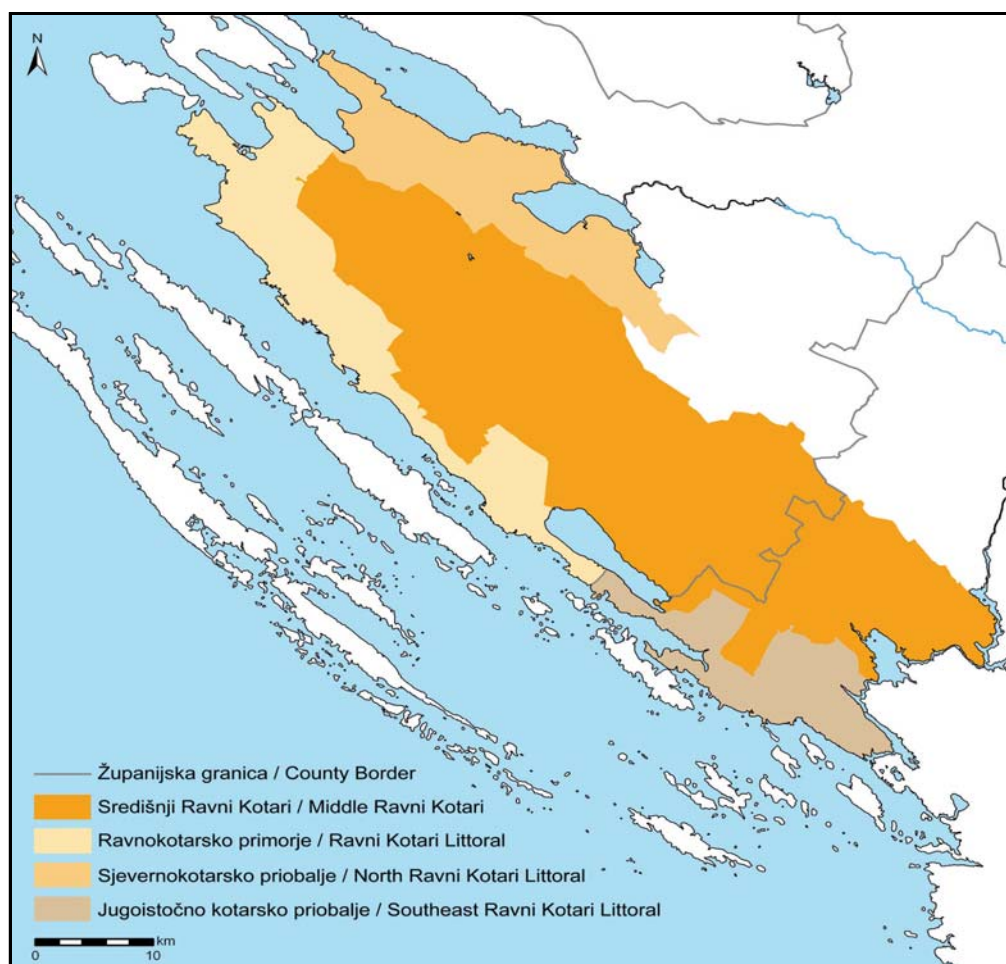 N
Županijska granica / County Border
Središnji Ravni Kotari / Middle Ravni Kotari
Ravnokotarsko primorje / Ravni Kotari Littoral
Sjevernokotarsko priobalje / North Ravni Kotari Littoral
Jugoistočno kotarsko priobalje / Southeast Ravni Kotari Littoral
km
0 10